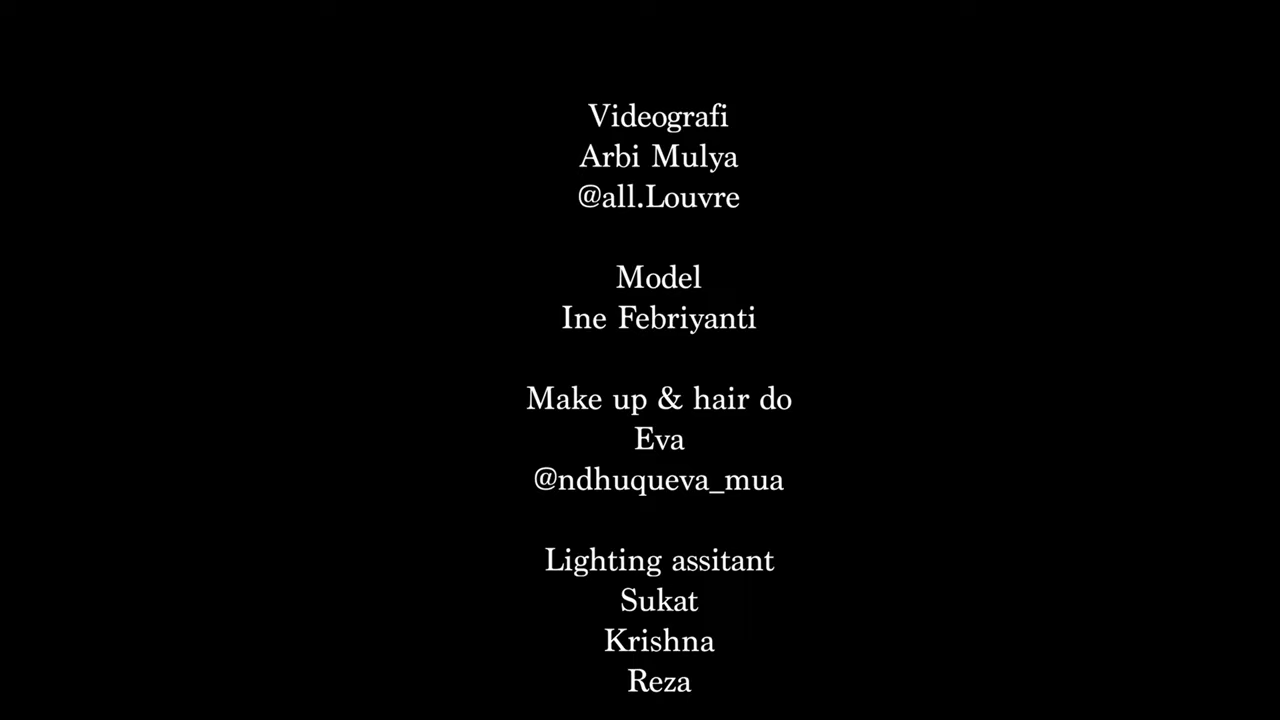 Videografi
Arbi Mulya
@all.Louvre
Model
Ine Febriyanti
Make up & hair do
Eva
@ndhuqueva_mua
Lighting assitant
Sukat
Krishna
Reza